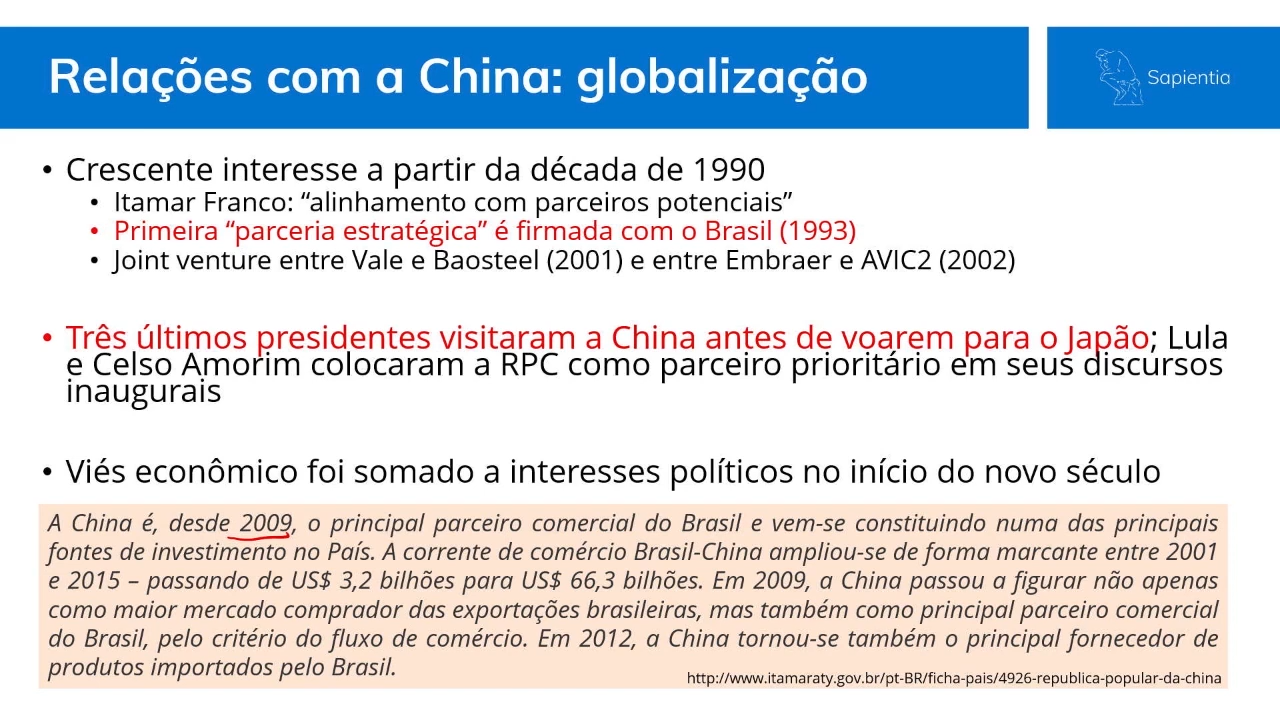 Relações com a China: globalização
Sapientia
• Crescente interesse a partir da década de 1990
• Itamar Franco: “alinhamento com parceiros potenciais”
• Primeira “parceria estratégica” é firmada com o Brasil (1993)
• Joint venture entre Vale e Baosteel (2001) e entre Embraer e AVIC2 (2002)
• Três últimos presidentes visitaram a China antes de voarem para o Japão; Lula
e Celso Amorim colocaram a RPC como parceiro prioritário em seus discursos
inaugurais
• Viés econômico foi somado a interesses políticos no início do novo século
A China é, desde 2009, o principal parceiro comercial do Brasil e vem-se constituindo numa das principais
fontes de investimento no País. A corrente de comércio Brasil-China ampliou-se de forma marcante entre 2001
e 2015 – passando de US$ 3,2 bilhões para US$ 66,3 bilhões. Em 2009, a China passou a figurar não apenas
como maior mercado comprador das exportações brasileiras, mas também como principal parceiro comercial
do Brasil, pelo critério do fluxo de comércio. Em 2012, a China tornou-se também o principal fornecedor de
produtos importados pelo Brasil.
http://www.itamaraty.gov.br/pt-BR/ficha-pais/4926-republica-popular-da-china